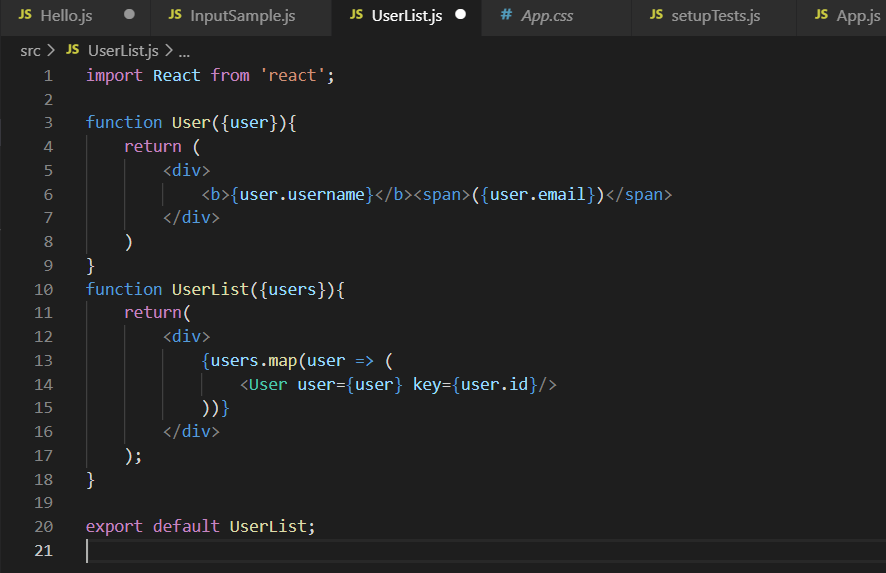 JS Hello.js JS InputSample.js JS UserList.js # App.css JS setupTests.js JS App.js
src > JS UserList.js > ...
1 import React from 'react';
2
3 function User({user}){
4     return (
5         <div>
6             <b>{user.username}</b><span>({user.email})</span>
7         </div>
8     )
9 }
10 function UserList({users}){
11     return(
12         <div>
13             {users.map(user => (
14                 <User user={user} key={user.id}/>
15             ))}
16         </div>
17     );
18 }
19
20 export default UserList;
21